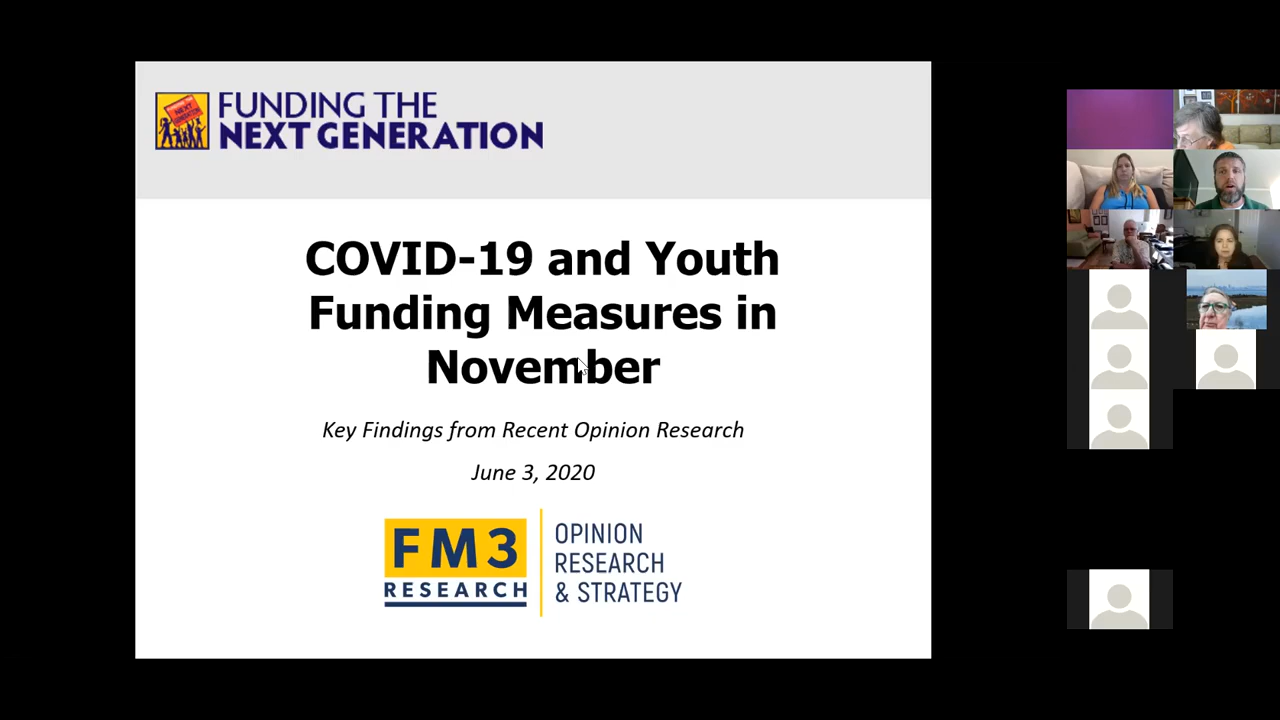 FUNDING THE
NEXT GENERATION
COVID-19 and Youth
Funding Measures in
November
Key Findings from Recent Opinion Research
June 3, 2020
FM3
RESEARCH
OPINION
RESEARCH
& STRATEGY